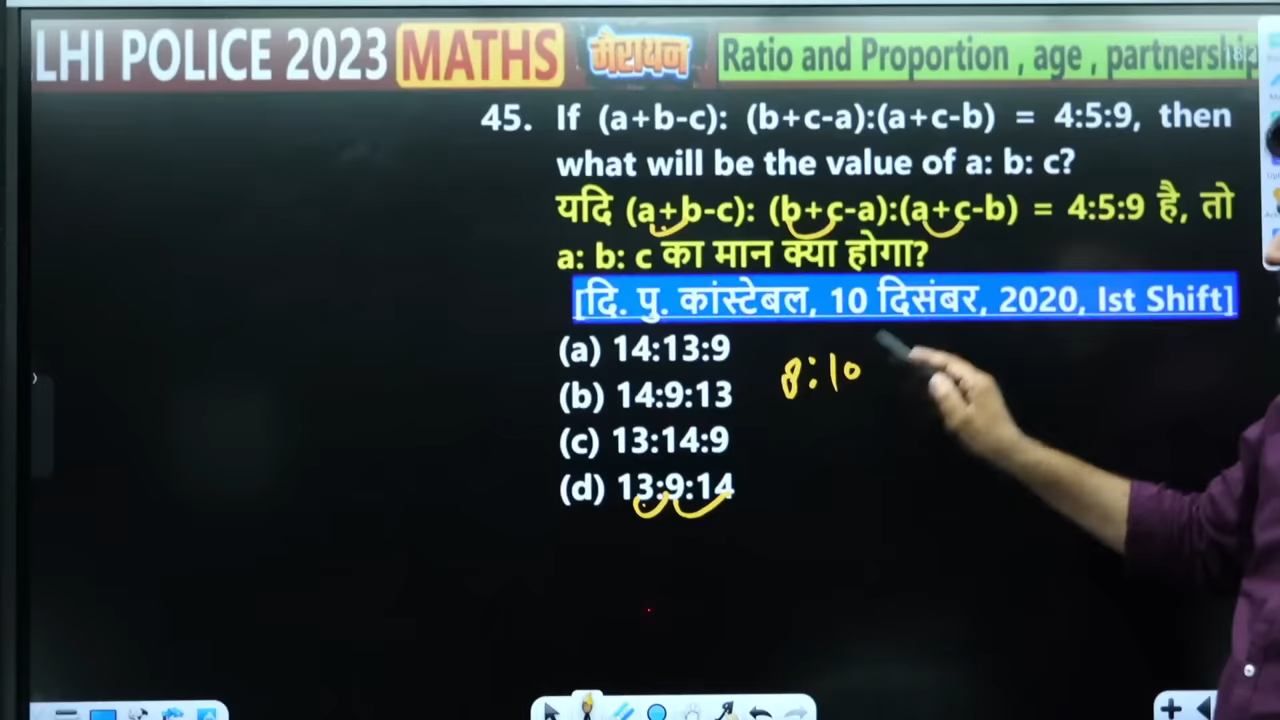 LHI POLICE 2023 MATHS मैराथन Ratio and Proportion , age , partnership
45. If (a+b-c): (b+c-a):(a+c-b) = 4:5:9, then
what will be the value of a: b: c?
यदि (a+b-c): (b+c-a):(a+c-b) = 4:5:9 है, तो
a: b: c का मान क्या होगा?
[दि. पु. कांस्टेबल, 10 दिसंबर, 2020, Ist Shift]
(a) 14:13:9
8:10
(b) 14:9:13
(c) 13:14:9
(d) 13:9:14